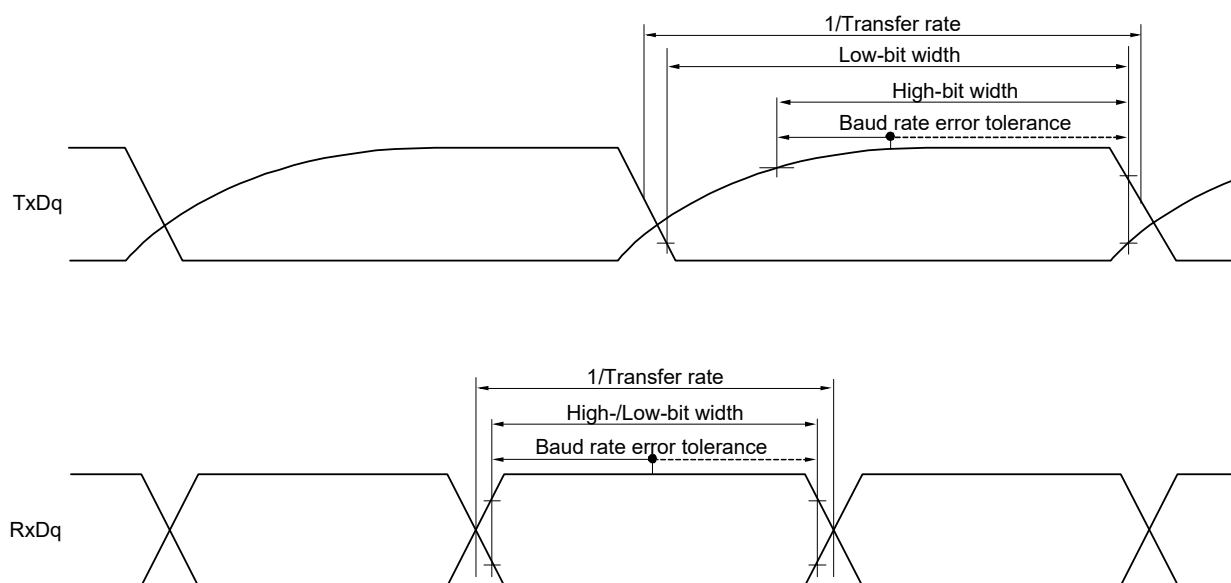 1/Transfer rate
Low-bit width
High-bit width
Baud rate error tolerance
TxDq
1/Transfer rate
High-/Low-bit width
Baud rate error tolerance
RxDq